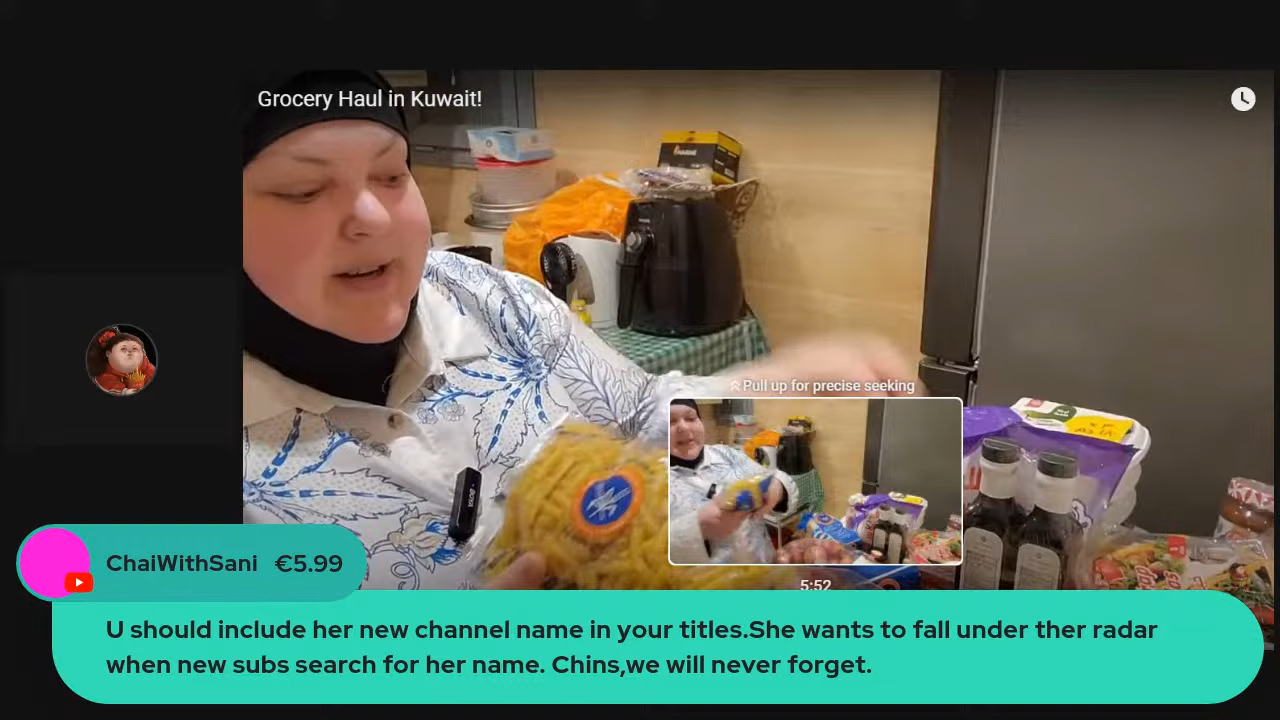 Grocery Haul in Kuwait!
Pull up for precise seeking
5:52
ChaiWithSani €5.99
U should include her new channel name in your titles.She wants to fall under ther radar
when new subs search for her name. Chins,we will never forget.